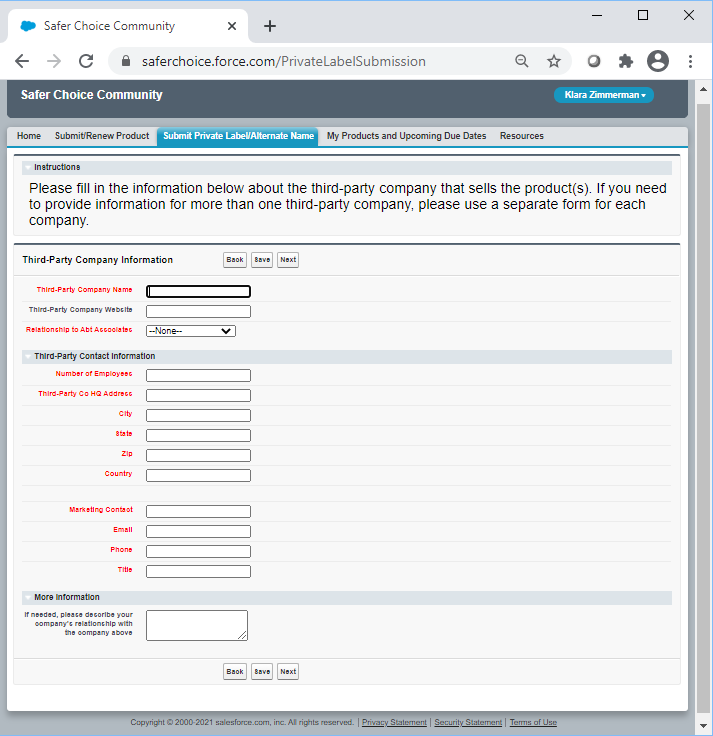 Safer Choice Community
saferchoice.force.com/PrivateLabelSubmission
Safer Choice Community
Klara Zimmerman
Home Submit/Renew Product Submit Private Label/Alternate Name My Products and Upcoming Due Dates Resources
Instructions
Please fill in the information below about the third-party company that sells the product(s). If you need
to provide information for more than one third-party company, please use a separate form for each
company.
Third-Party Company Information Back Save Next
Third-Party Company Name
Third-Party Company Website
Relationship to Abt Associates --None--
Third-Party Contact Information
Number of Employees
Third-Party Co HQ Address
City
State
Zip
Country
Marketing Contact
Email
Phone
Title
More Information
If needed, please describe your
company's relationship with
the company above
Back Save Next
Copyright © 2000-2021 salesforce.com, inc. All rights reserved. | Privacy Statement | Security Statement | Terms of Use